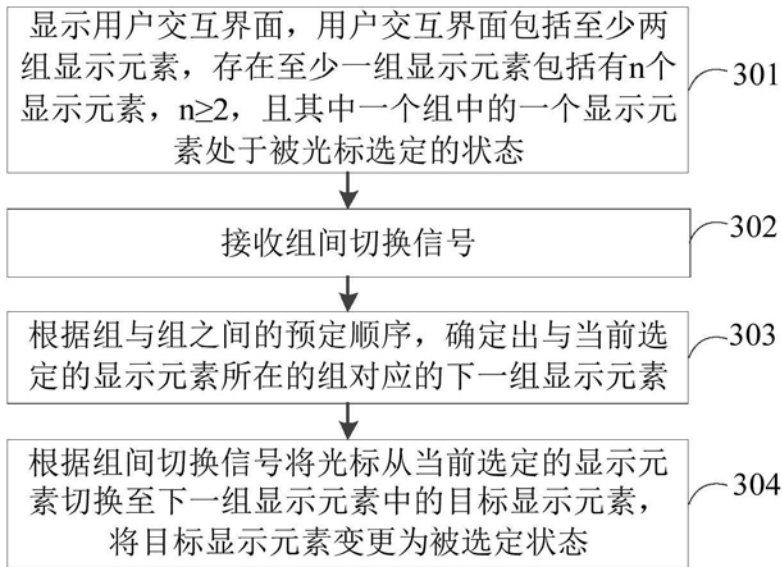 显示用户交互界面，用户交互界面包括至少两
组显示元素，存在至少一组显示元素包括有n个
显示元素，n≥2，且其中一个组中的一个显示元
素处于被光标选定的状态
301
接收组间切换信号
302
根据组与组之间的预定顺序，确定出与当前选
定的显示元素所在的组对应的下一组显示元素
303
根据组间切换信号将光标从当前选定的显示元
素切换至下一组显示元素中的目标显示元素，
将目标显示元素变更为被选定状态
304